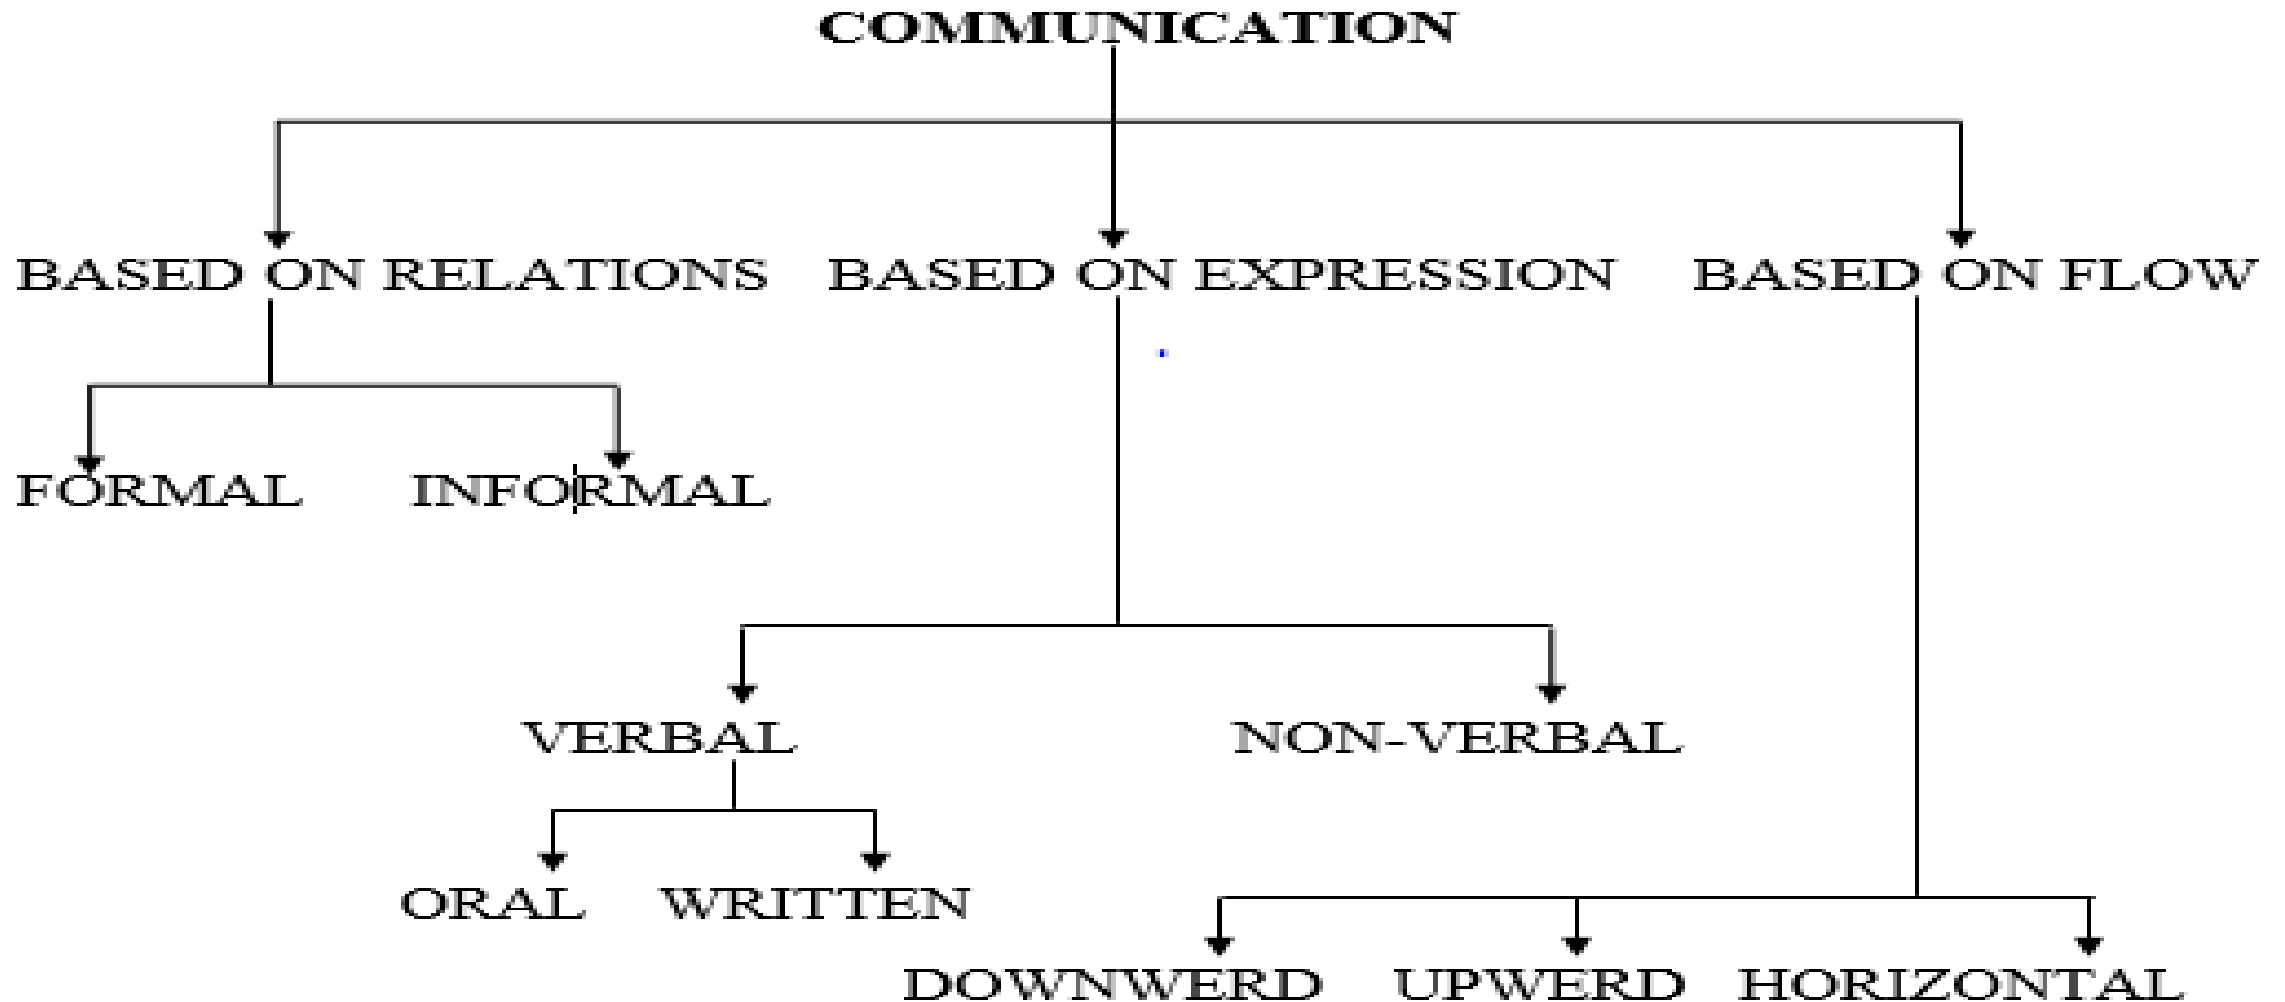 COMMUNICATION
BASED ON RELATIONS BASED ON EXPRESSION BASED ON FLOW
FORMAL INFORMAL
VERBAL NON-VERBAL
ORAL WRITTEN
DOWNWERD UPWERD HORIZONTAL